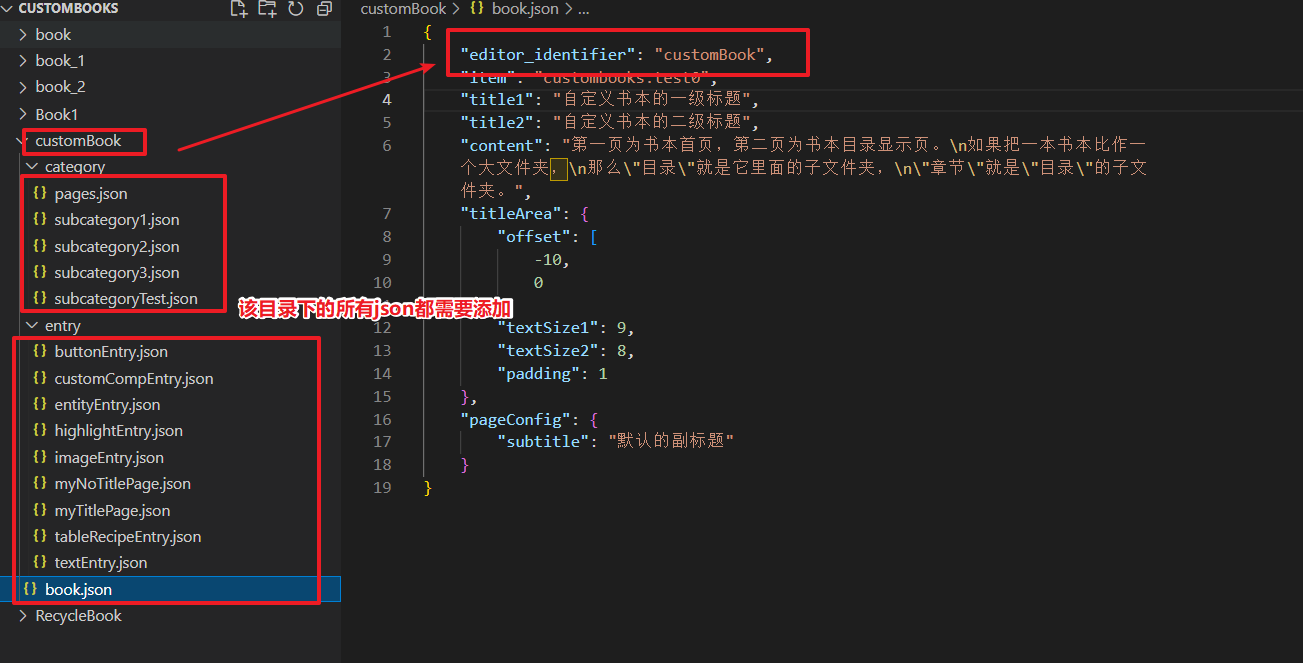 CUSTOMBOOKS
book
book_1
book_2
Book1
customBook
category
pages.json
subcategory1.json
subcategory2.json
subcategory3.json
subcategoryTest.json
entry
buttonEntry.json
customCompEntry.json
entityEntry.json
highlightEntry.json
imageEntry.json
myNoTitlePage.json
myTitlePage.json
tableRecipeEntry.json
textEntry.json
book.json
RecycleBook
该目录下的所有json都需要添加
customBook > {} book.json > ...
1 {
2 "editor_identifier": "customBook",
3 "item": "custombooks:test0",
4 "title1": "自定义书本的一级标题",
5 "title2": "自定义书本的二级标题",
6 "content": "第一页为书本首页，第二页为书本目录显示页。\n如果把一本书本比作一
个大文件夹，\n那么\"目录\"就是它里面的子文件夹，\n\"章节\"就是\"目录\"的子文
件夹。",
7 "titleArea": {
8 "offset": [
9 -10,
10 0
12 "textSize1": 9,
13 "textSize2": 8,
14 "padding": 1
15 },
16 "pageConfig": {
17 "subtitle": "默认的副标题"
18 }
19 }